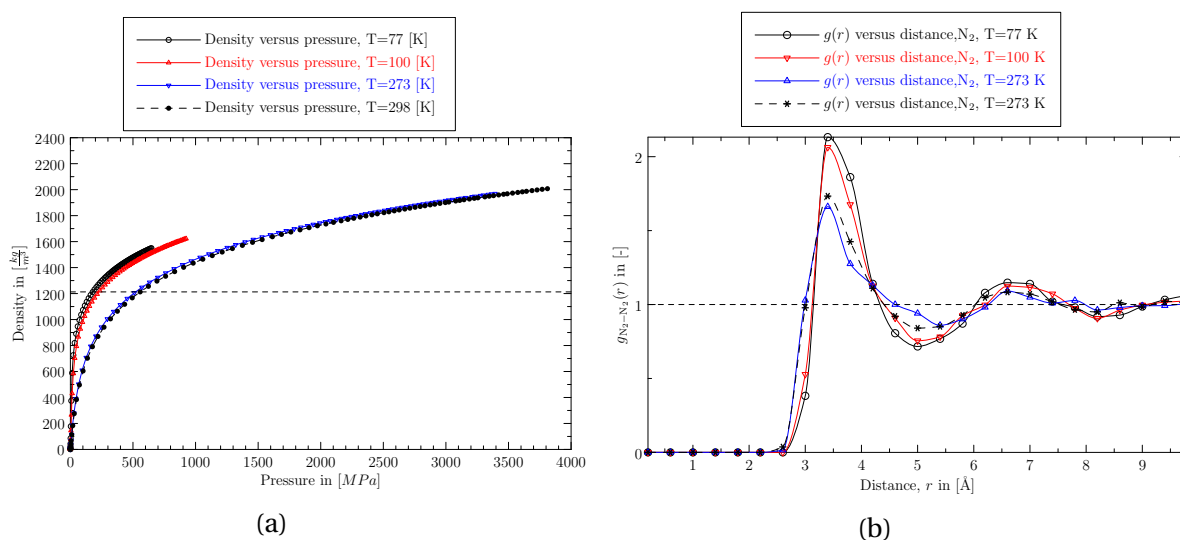 Density versus pressure, T=77 [K]
Density versus pressure, T=100 [K]
Density versus pressure, T=273 [K]
Density versus pressure, T=298 [K]
2400
2200
2000
1800
1600
1400
1200
1000
800
600
400
200
0
Density in [kg/m³]
0 500 1000 1500 2000 2500 3000 3500 4000
Pressure in [MPa]
(a)
g(r) versus distance,N₂, T=77 K
g(r) versus distance,N₂, T=100 K
g(r) versus distance,N₂, T=273 K
g(r) versus distance,N₂, T=273 K
2
1
0
g_{N₂−N₂}(r) in [-]
1 2 3 4 5 6 7 8 9
Distance, r in [Å]
(b)